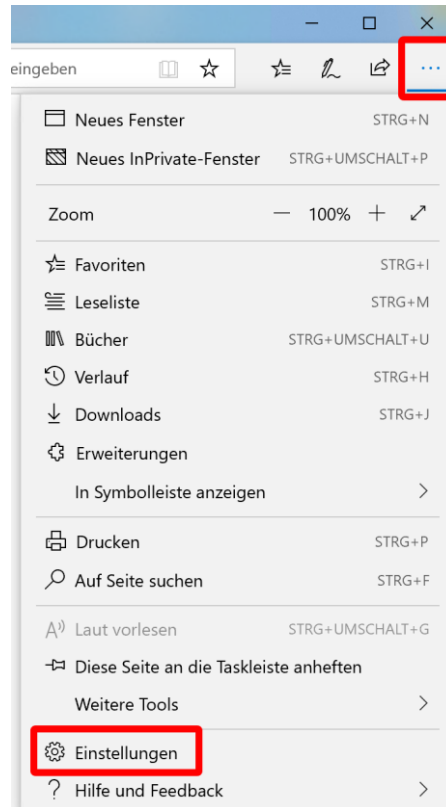 eingeben
Neues Fenster STRG+N
Neues InPrivate-Fenster STRG+UMSCHALT+P
Zoom — 100% +
Favoriten STRG+I
Leseliste STRG+M
Bücher STRG+UMSCHALT+U
Verlauf STRG+H
Downloads STRG+J
Erweiterungen
In Symbolleiste anzeigen
Drucken STRG+P
Auf Seite suchen STRG+F
Laut vorlesen STRG+UMSCHALT+G
Diese Seite an die Taskleiste anheften
Weitere Tools
Einstellungen
Hilfe und Feedback